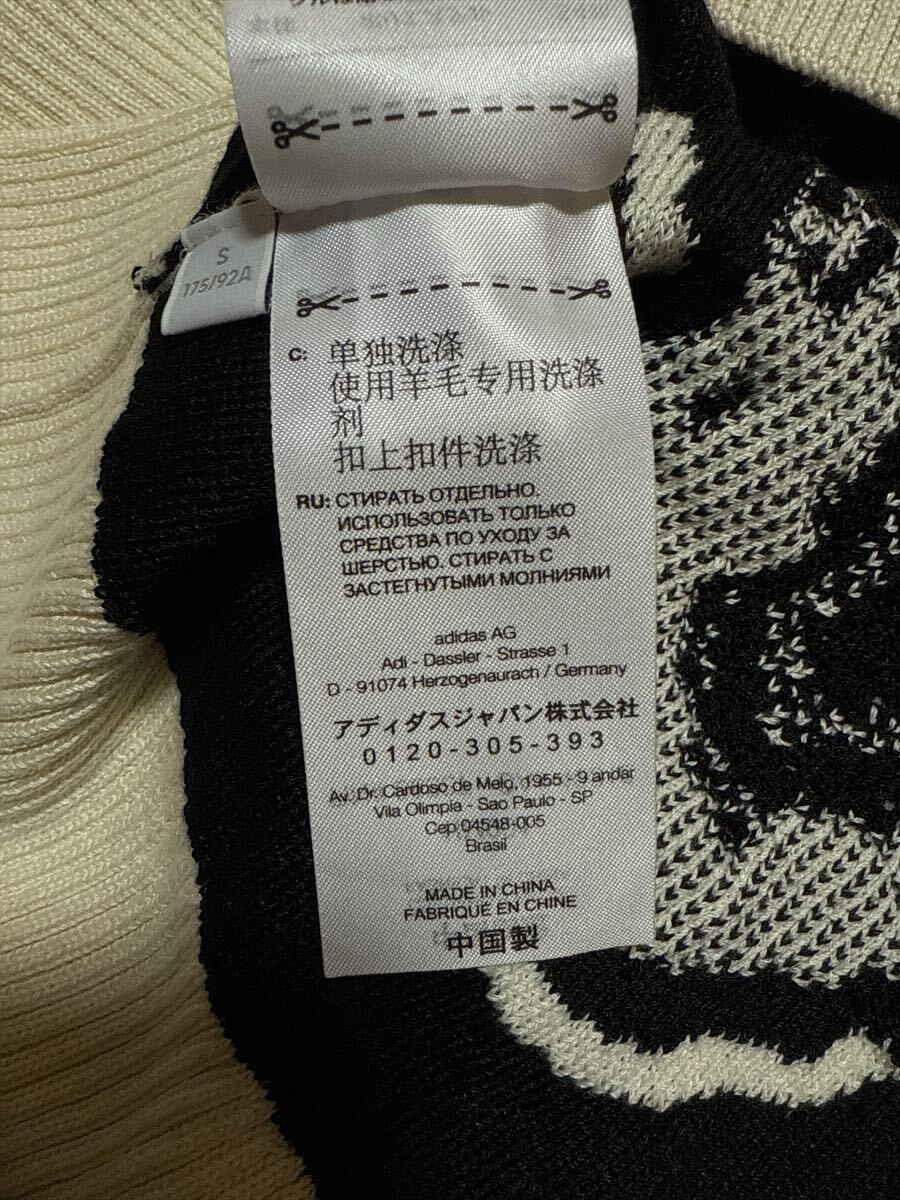 S
175/92A
C: 单独洗涤
使用羊毛专用洗涤
剂
扣上扣件洗涤
RU: СТИРАТЬ ОТДЕЛЬНО.
ИСПОЛЬЗОВАТЬ ТОЛЬКО
СРЕДСТВА ПО УХОДУ ЗА
ШЕРСТЬЮ. СТИРАТЬ С
ЗАСТЕГНУТЫМИ МОЛНИЯМИ
adidas AG
Adi - Dassler - Strasse 1
D - 91074 Herzogenaurach / Germany
アディダスジャパン株式会社
0120-305-393
Av. Dr. Cardoso de Melo, 1955 - 9 andar
Vila Olimpia - Sao Paulo - SP
Cep 04548-005
Brasil
MADE IN CHINA
FABRIQUÉ EN CHINE
中国製